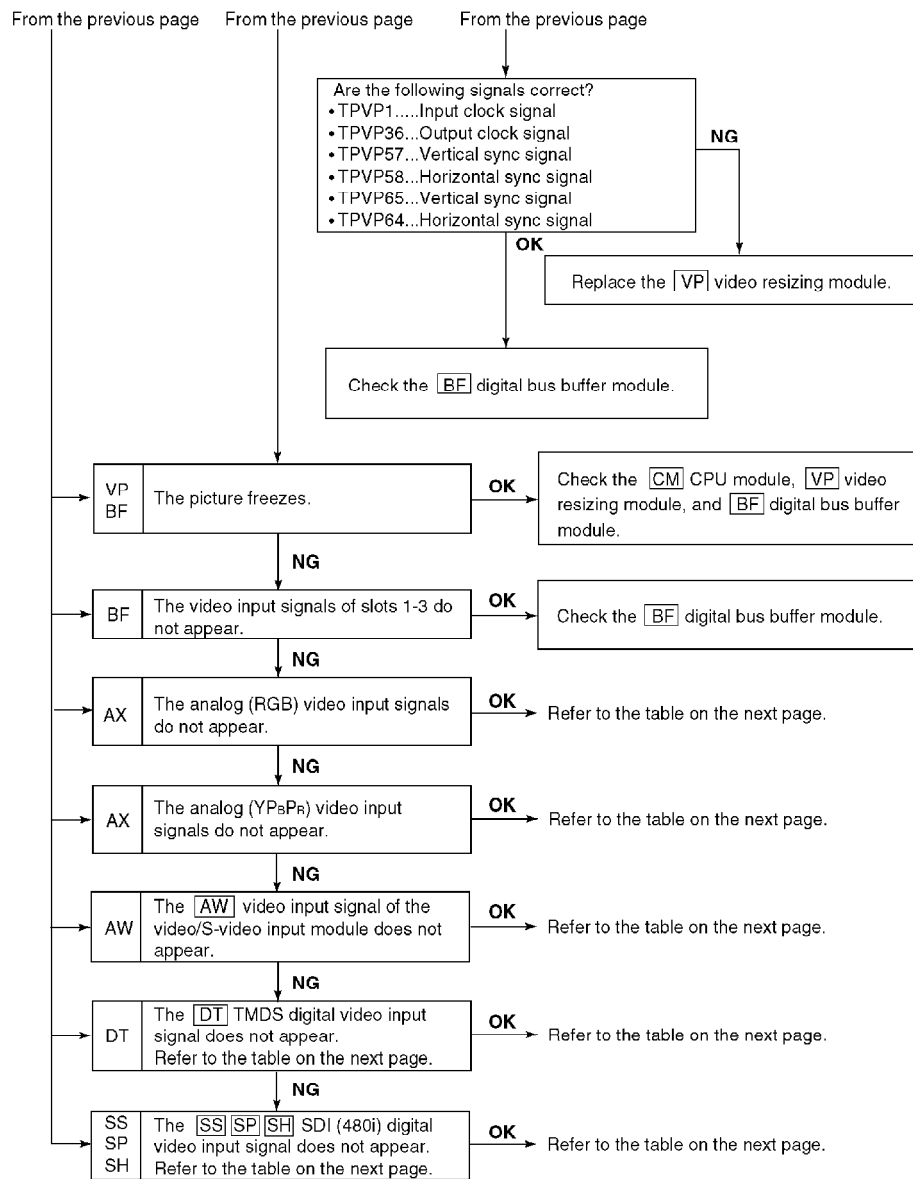 From the previous page
From the previous page
From the previous page
Are the following signals correct?
•TPVP1.....Input clock signal
•TPVP36...Output clock signal
•TPVP57...Vertical sync signal
•TPVP58...Horizontal sync signal
•TPVP65...Vertical sync signal
•TPVP64...Horizontal sync signal
NG
OK
Replace the VP video resizing module.
Check the BF digital bus buffer module.
VP
BF
The picture freezes.
OK
Check the CM CPU module, VP video
resizing module, and BF digital bus buffer
module.
NG
BF
The video input signals of slots 1-3 do
not appear.
OK
Check the BF digital bus buffer module.
NG
AX
The analog (RGB) video input signals
do not appear.
OK
Refer to the table on the next page.
NG
AX
The analog (YPBPR) video input
signals do not appear.
OK
Refer to the table on the next page.
NG
AW
The AW video input signal of the
video/S-video input module does not
appear.
OK
Refer to the table on the next page.
NG
DT
The DT TMDS digital video input
signal does not appear.
Refer to the table on the next page.
OK
Refer to the table on the next page.
NG
SS
SP
SH
The SS SP SH SDI (480i) digital
video input signal does not appear.
Refer to the table on the next page.
OK
Refer to the table on the next page.